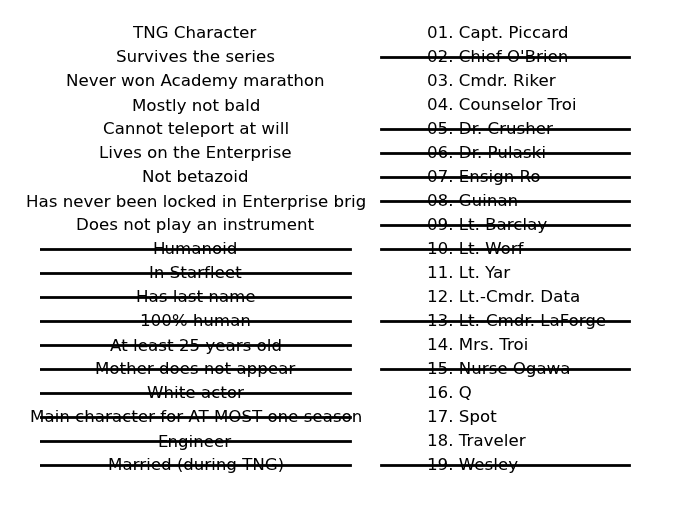 TNG Character
Survives the series
Never won Academy marathon
Mostly not bald
Cannot teleport at will
Lives on the Enterprise
Not betazoid
Has never been locked in Enterprise brig
Does not play an instrument
Humanoid
In Starfleet
Has last name
100% human
At least 25 years old
Mother does not appear
White actor
Main character for AT MOST one season
Engineer
Married (during TNG)
01. Capt. Piccard
02. Chief O'Brien
03. Cmdr. Riker
04. Counselor Troi
05. Dr. Crusher
06. Dr. Pulaski
07. Ensign Ro
08. Guinan
09. Lt. Barclay
10. Lt. Worf
11. Lt. Yar
12. Lt.-Cmdr. Data
13. Lt.-Cmdr. LaForge
14. Mrs. Troi
15. Nurse Ogawa
16. Q
17. Spot
18. Traveler
19. Wesley